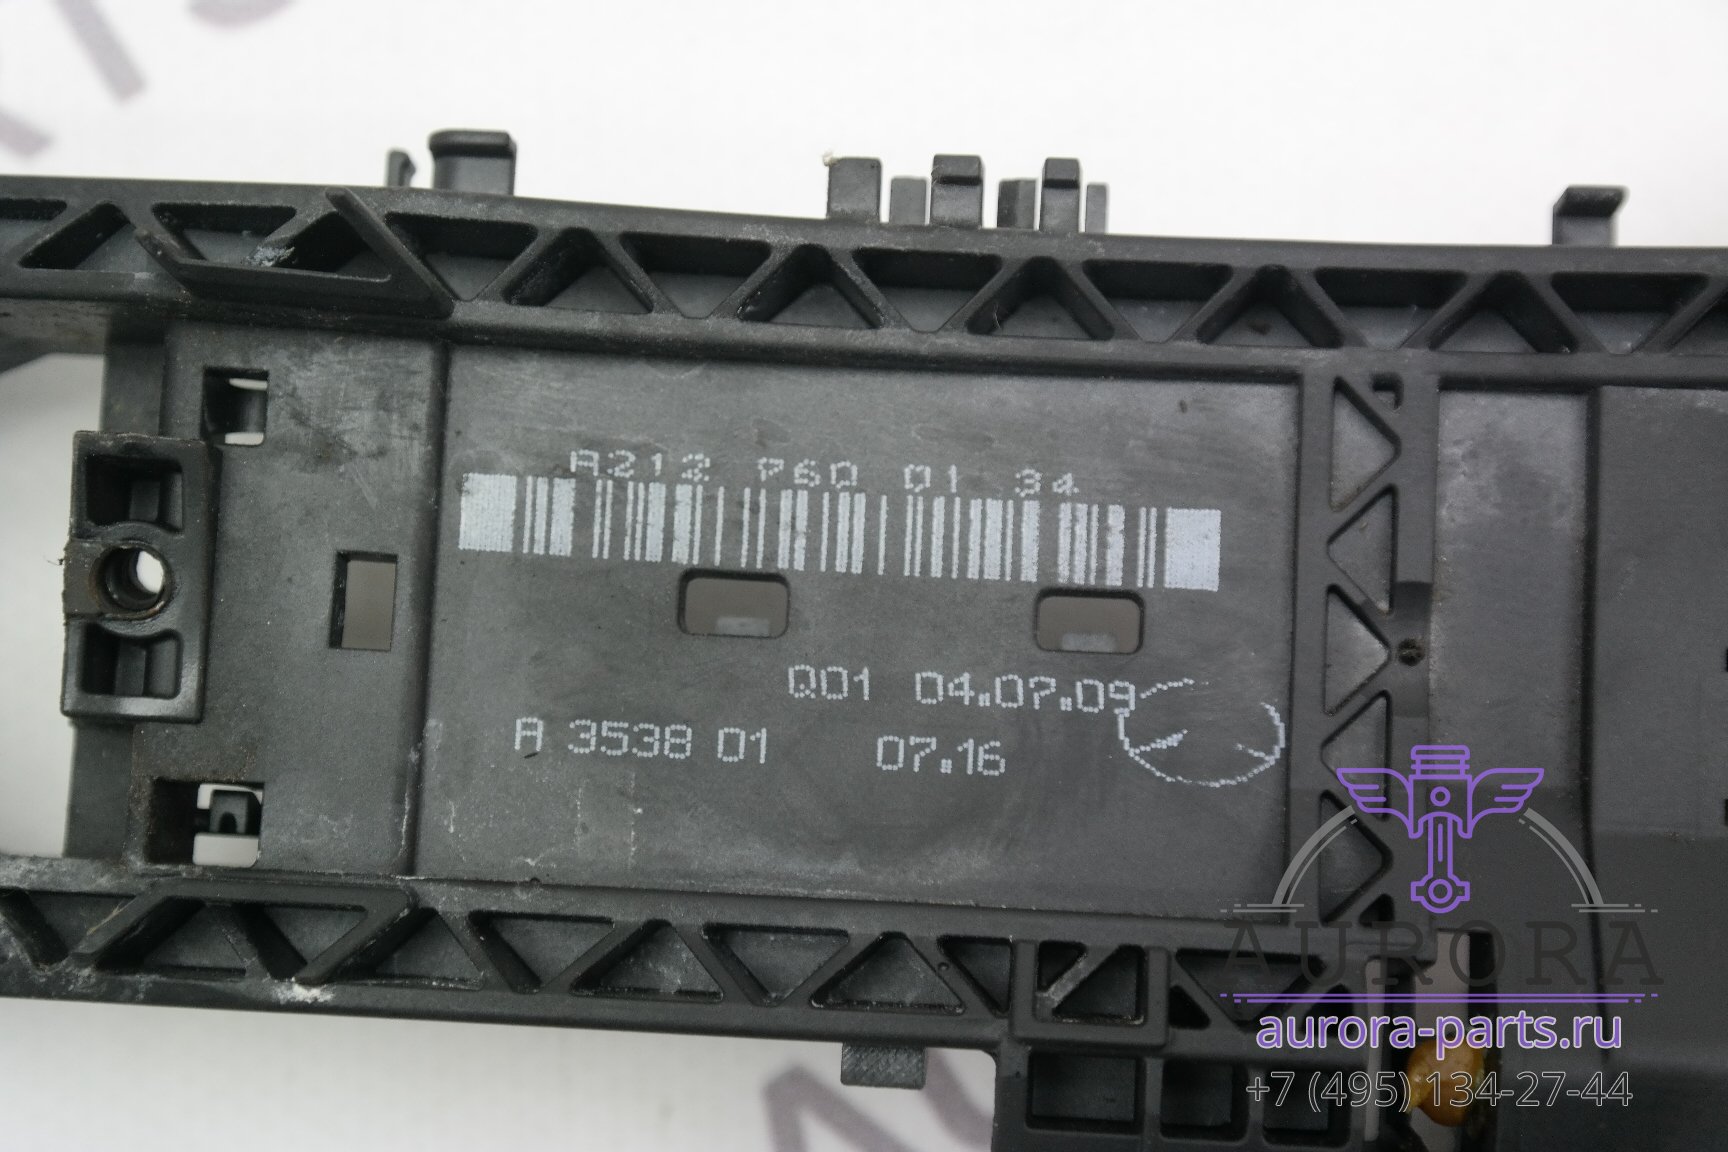 A212 760 01 34
Q01 04.07.09
A 3538 01 07.16
AURORA
aurora-parts.ru
+7 (495) 134-27-44